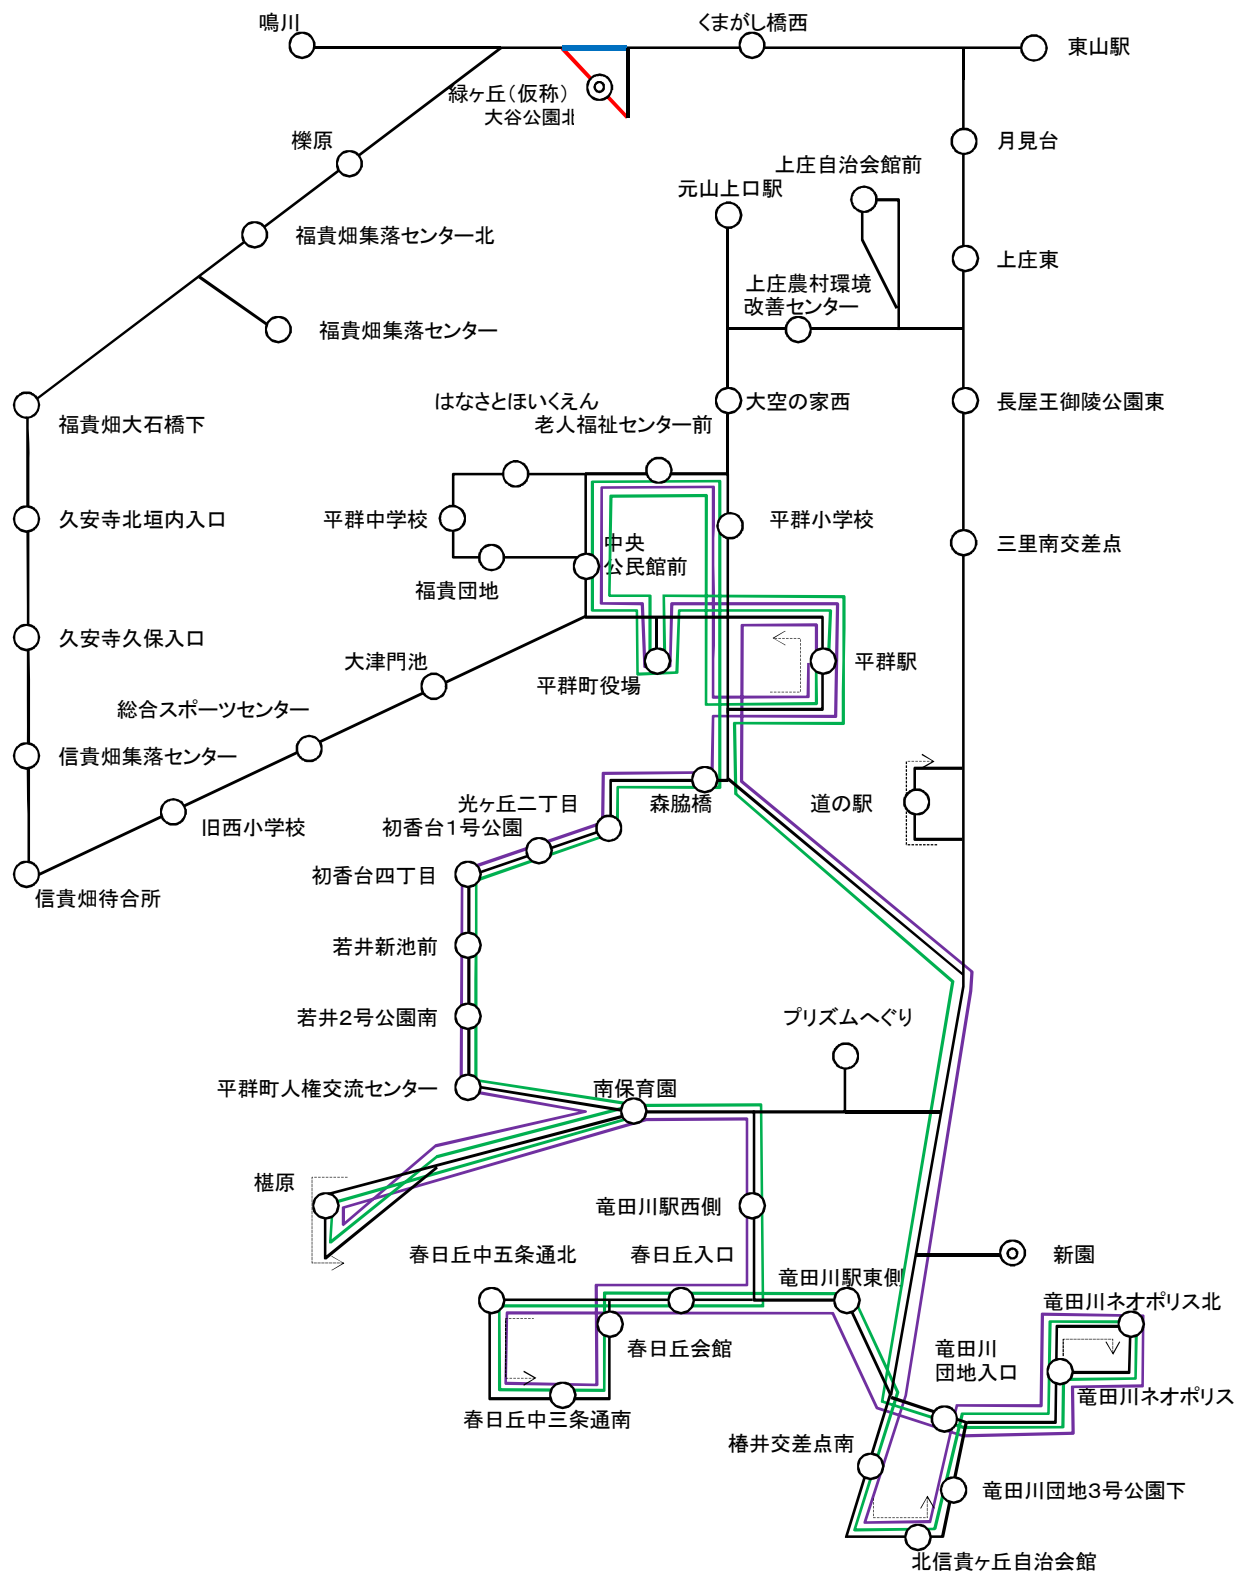 鳴川
くまがし橋西
東山駅
緑ヶ丘（仮称）
大谷公園北
櫟原
月見台
上庄自治会館前
元山上口駅
福貴畑集落センター北
上庄東
上庄農村環境
改善センター
福貴畑集落センター
はなさとほいくえん
大空の家西
長屋王御陵公園東
福貴畑大石橋下
老人福祉センター前
久安寺北垣内入口
平群中学校
平群小学校
中央
公民館前
三里南交差点
福貴団地
久安寺久保入口
大津門池
平群町役場
平群駅
総合スポーツセンター
信貴畑集落センター
光ヶ丘二丁目
森脇橋
道の駅
旧西小学校
初香台１号公園
初香台四丁目
信貴畑待合所
若井新池前
若井２号公園南
プリズムへぐり
平群町人権交流センター
南保育園
椹原
竜田川駅西側
春日丘中五条通北
春日丘入口
新園
竜田川駅東側
竜田川ネオポリス北
春日丘会館
竜田川
団地入口
竜田川ネオポリス
春日丘中三条通南
椿井交差点南
竜田川団地３号公園下
北信貴ヶ丘自治会館